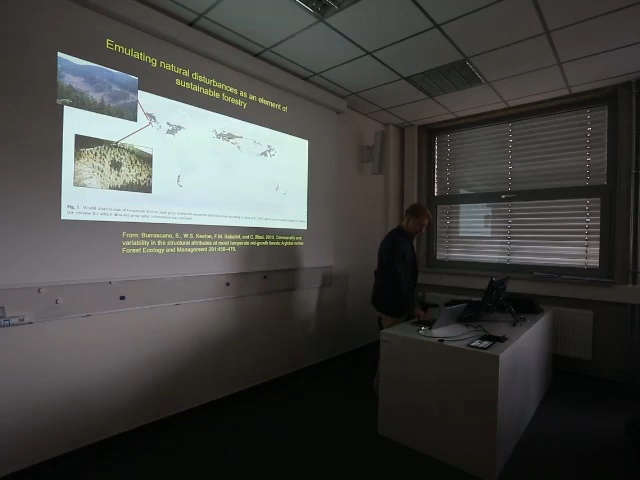 Emulating natural disturbances as an element of
sustainable forestry
From: Burrascano, S., W.S. Keeton, F.M. Sabatini, and C. Blasi. 2013. Commonality and
variability in the structural attributes of moist temperate old-growth forests: A global review.
Forest Ecology and Management 291:458-479.